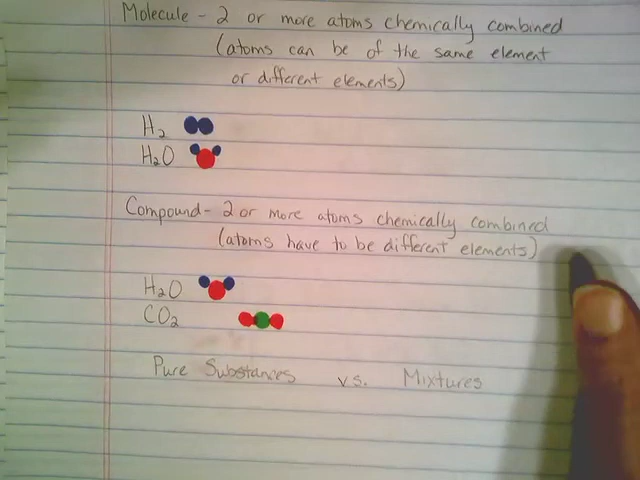 Molecule - 2 or more atoms chemically combined
(atoms can be of the same element
or different elements)
H₂
H₂O
Compound - 2 or more atoms chemically combined
(atoms have to be different elements)
H₂O
CO₂
Pure Substances vs. Mixtures